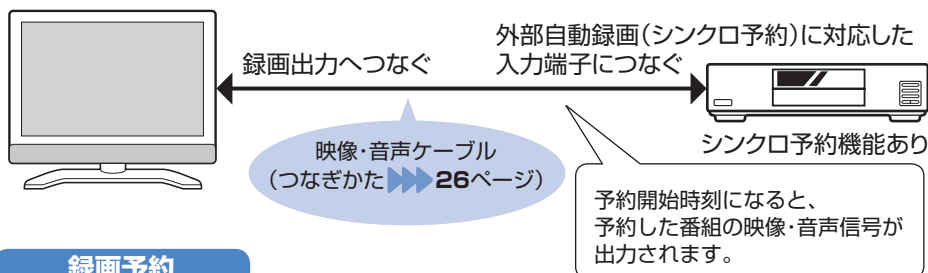 録画出力へつなぐ
外部自動録画(シンクロ予約)に対応した
入力端子につなぐ
映像・音声ケーブル
(つなぎかた 26ページ)
シンクロ予約機能あり
予約開始時刻になると、
予約した番組の映像・音声信号が
出力されます。
録画予約